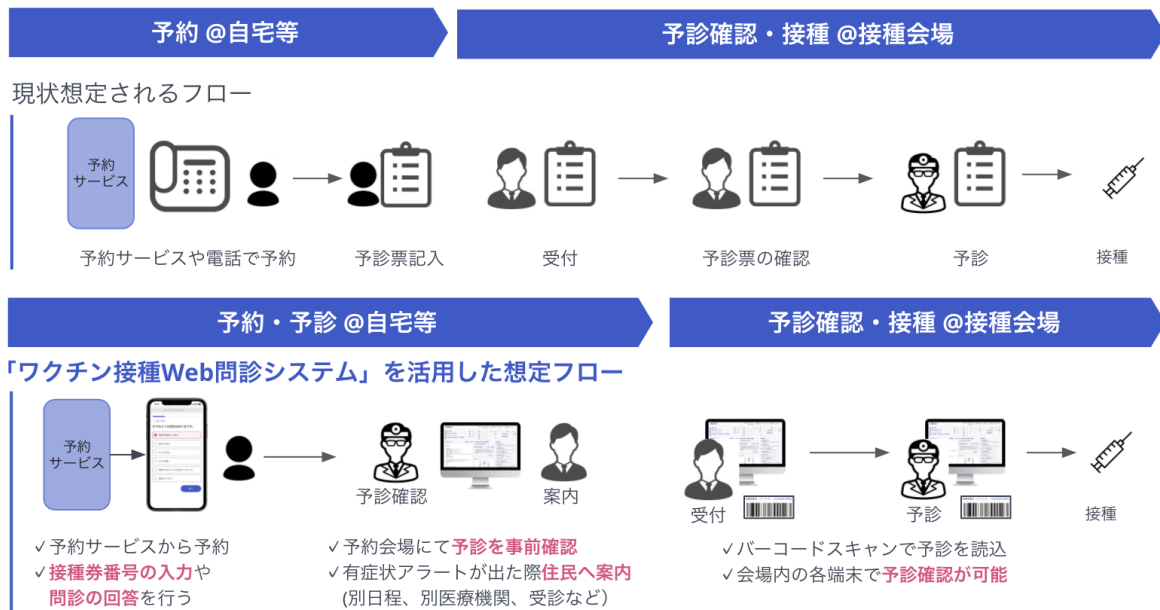 予約 @自宅等
予診確認・接種 @接種会場
現状想定されるフロー
予約
サービス
予約サービスや電話で予約
予診票記入
受付
予診票の確認
予診
接種
予約・予診 @自宅等
予診確認・接種 @接種会場
「ワクチン接種Web問診システム」を活用した想定フロー
予約
サービス
予診確認
案内
受付
予診
接種
✓予約サービスから予約
✓接種券番号の入力や
問診の回答を行う
✓予約会場にて予診を事前確認
✓有症状アラートが出た際住民へ案内
(別日程、別医療機関、受診など)
✓バーコードスキャンで予診を読込
✓会場内の各端末で予診確認が可能